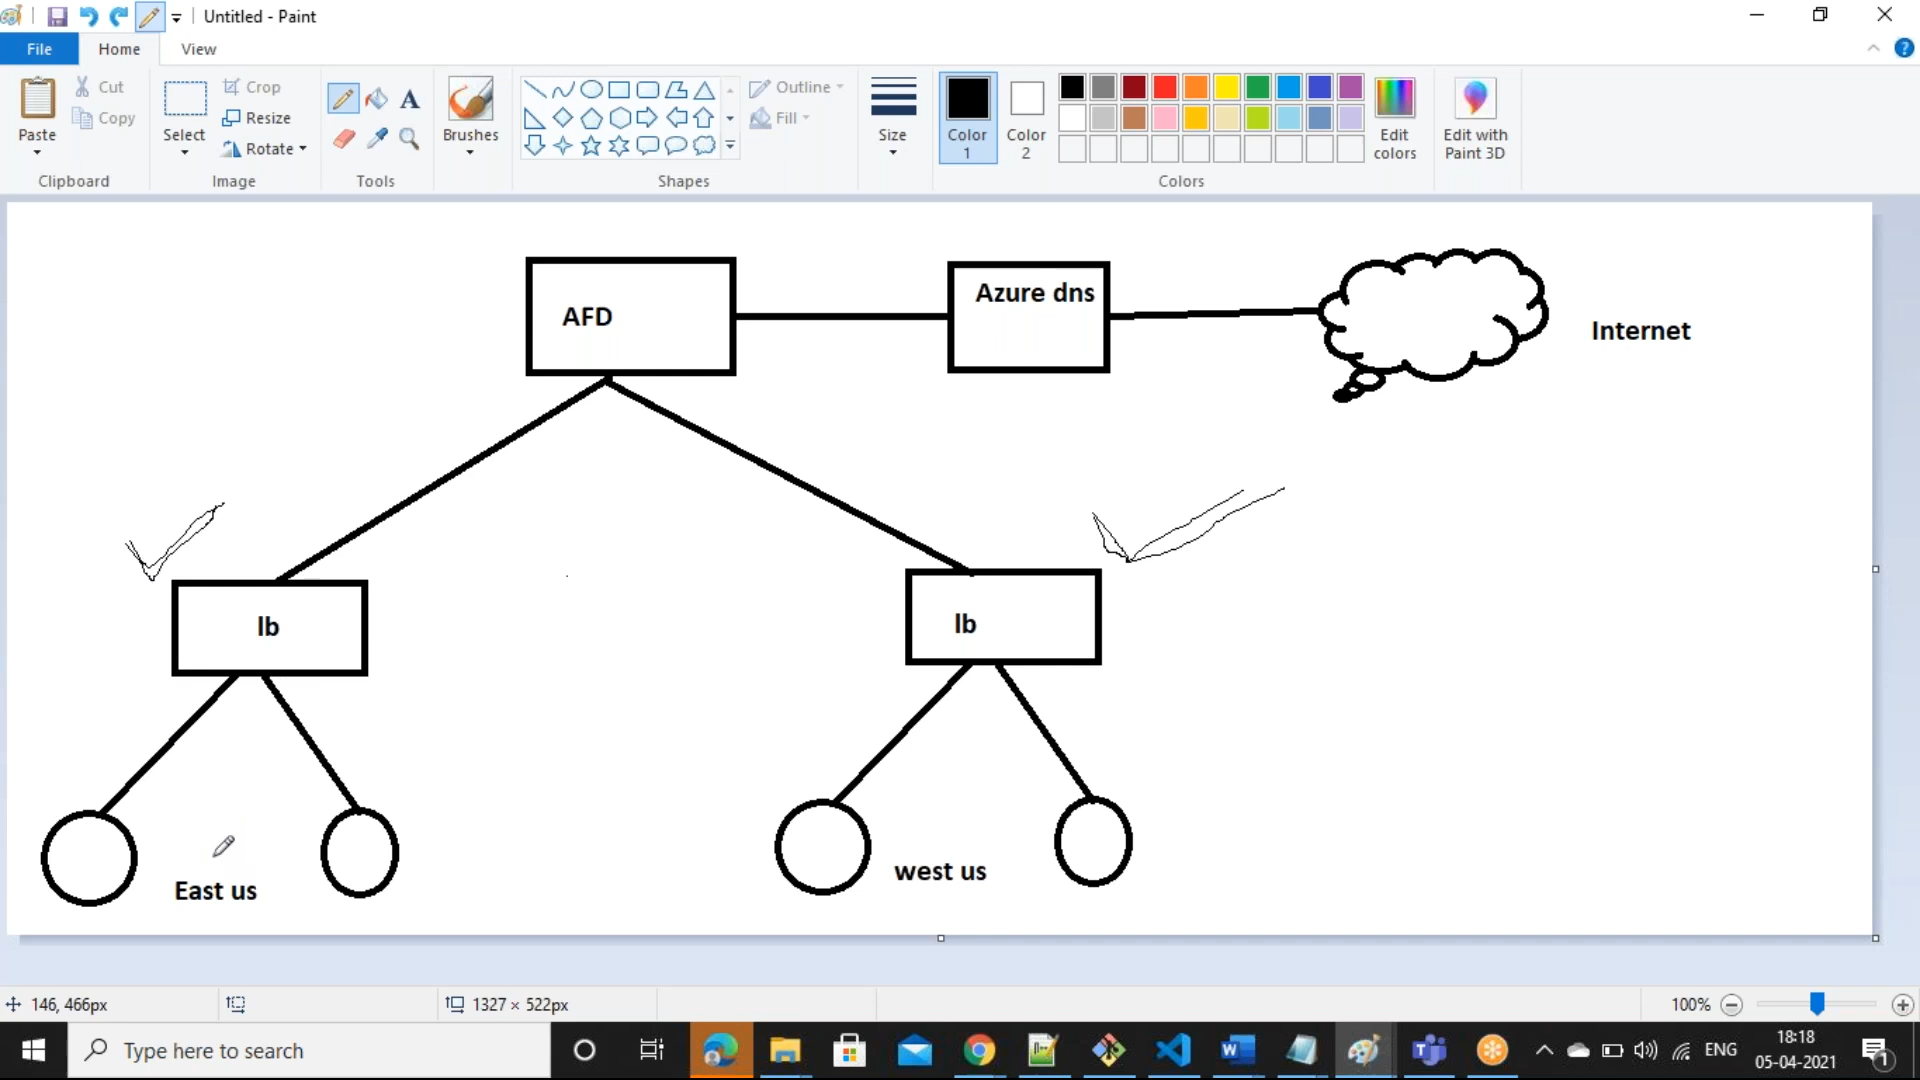 Untitled - Paint
File Home View
Paste
Cut
Copy
Clipboard
Select
Crop
Resize
Rotate
Image
A
Tools
Brushes
Shapes
Outline
Fill
Size
Color
1
Color
2
Edit
colors
Edit with
Paint 3D
Colors
AFD
Azure dns
Internet
lb
lb
East us
west us
146, 466px
1327 × 522px
100%
Type here to search
ENG
18:18
05-04-2021
1